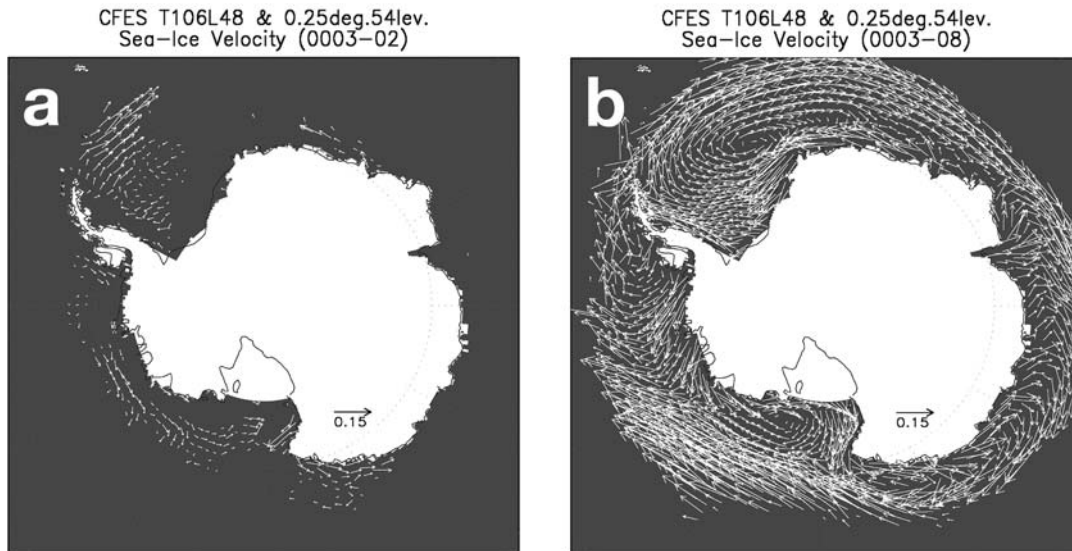 CFES T106L48 & 0.25deg.54lev.
Sea-Ice Velocity (0003-02)
a
0.15
CFES T106L48 & 0.25deg.54lev.
Sea-Ice Velocity (0003-08)
b
0.15